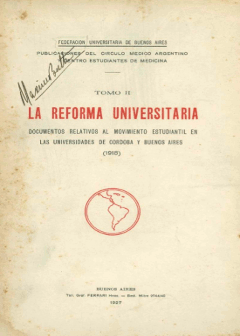 FEDERACION UNIVERSITARIA DE BUENOS AIRES
PUBLICACIONES DEL CIRCULO MEDICO ARGENTINO
Y CENTRO ESTUDIANTES DE MEDICINA
TOMO II
LA REFORMA UNIVERSITARIA
DOCUMENTOS RELATIVOS AL MOVIMIENTO ESTUDIANTIL EN
LAS UNIVERSIDADES DE CORDOBA Y BUENOS AIRES
(1918)
BUENOS AIRES
FERRARI Hnos.
1927